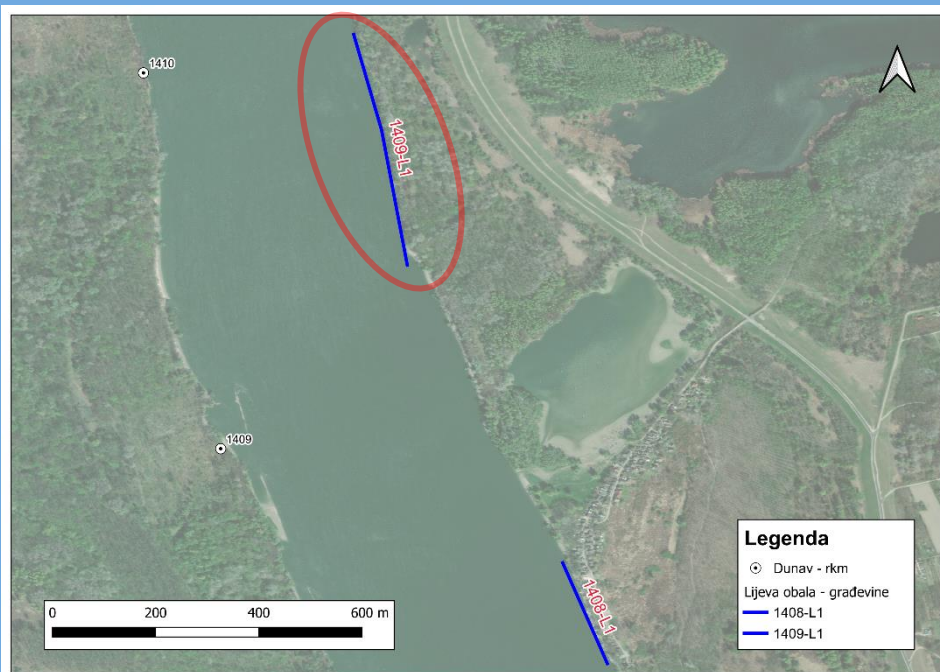 1410
1409-L1
1409
1408-L1
Legenda
Dunav - rkm
Lijeva obala - građevine
1408-L1
1409-L1
0 200 400 600 m